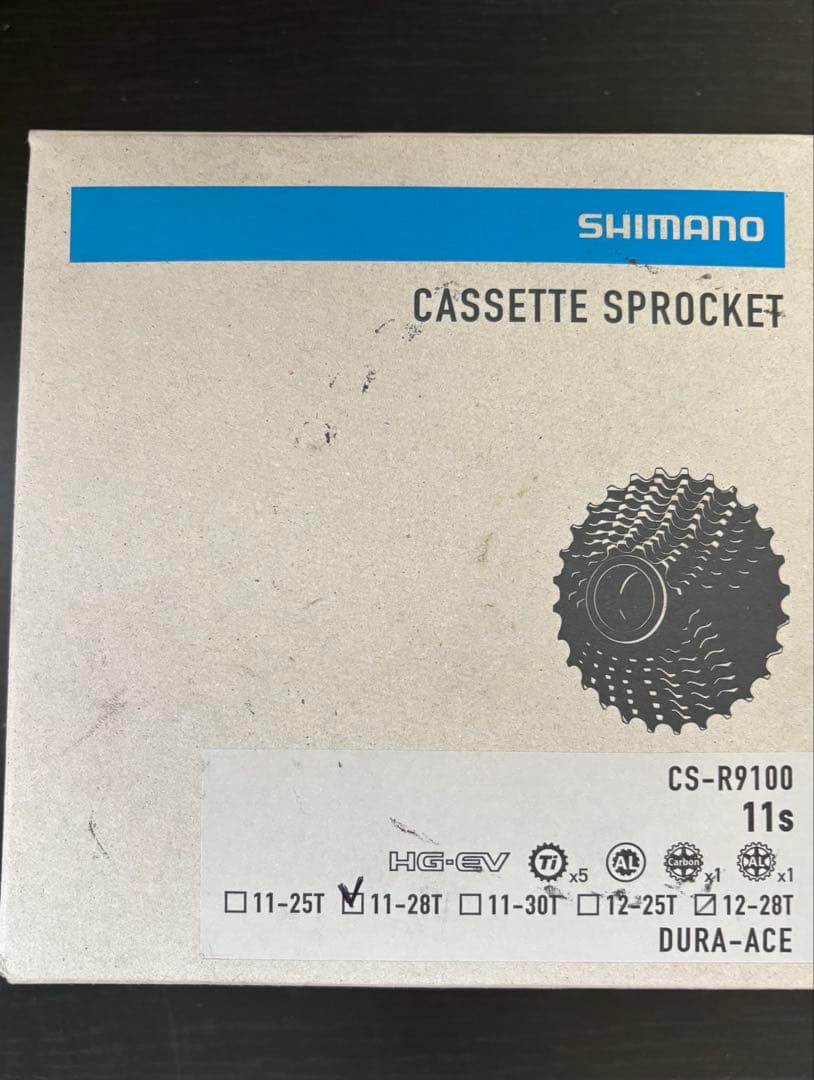 SHIMANO
CASSETTE SPROCKET
CS-R9100
11s
HG-EV Ti x5 AL Carbon x1 AL x1
☐ 11-25T ☑ 11-28T ☐ 11-30T ☐ 12-25T ☑ 12-28T
DURA-ACE